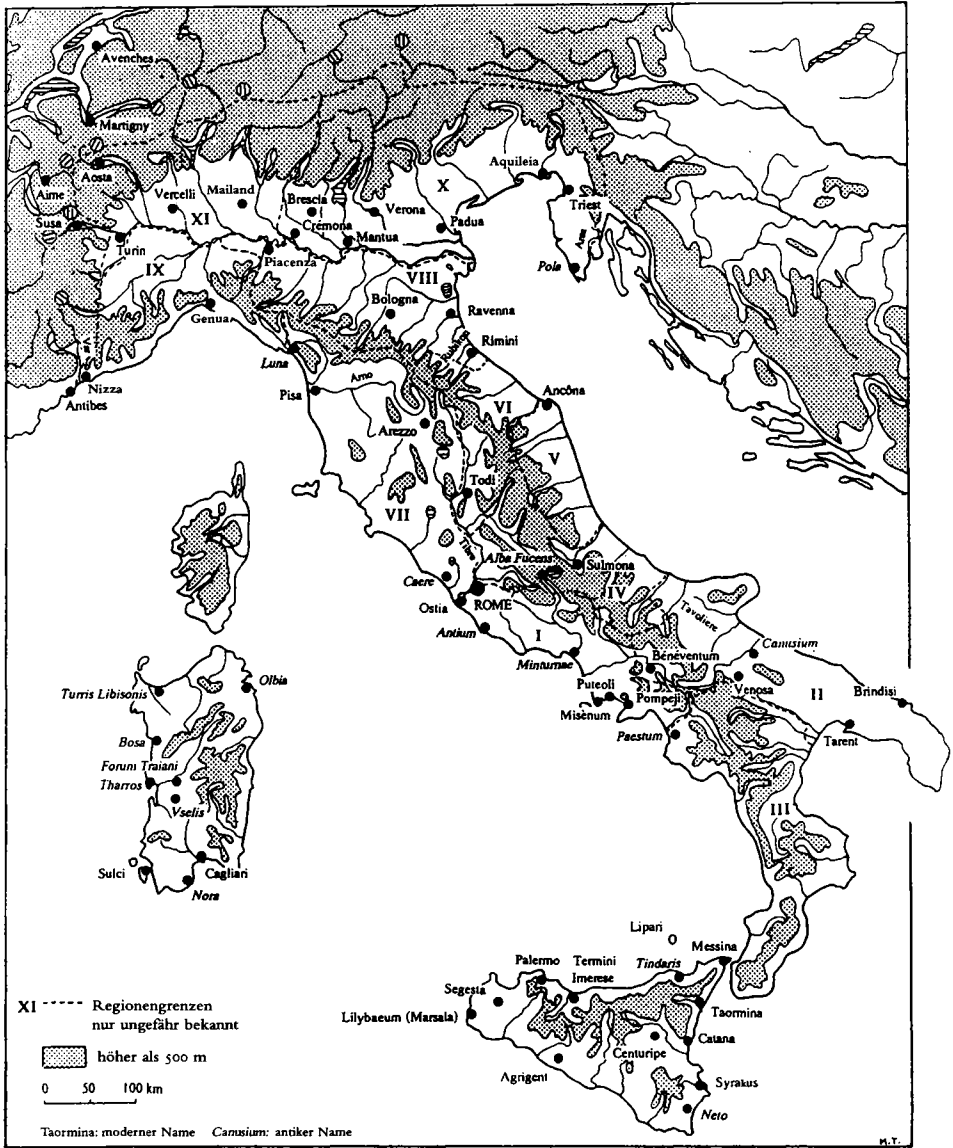 Avenches
Martigny
Aosta
Aime
Susa
Turin
Vercelli
Mailand
XI
Brescia
Crémona
Mantua
Verona
X
Padua
Aquileia
Triest
Pola
Piacenza
IX
Genua
VIII
Bologna
Ravenna
Rimini
Luna
Var
Nizza
Antibes
Pisa
Arno
Arezzo
VI
Ancôna
V
Todi
VII
Tibre
Alba Fucens
Sulmona
IV
Caere
ROME
Ostia
Antium
I
Minturnae
Tavoliere
Canusium
Beneventum
Venosa
II
Brindisi
Puteoli
Pompeji
Misènum
Paestum
Tarent
III
Turris Libisonis
Olbia
Bosa
Forum Traiani
Tharros
Vselis
Sulci
Cagliari
Nora
Lipari
Messina
Palermo
Termini
Imerese
Tindaris
Segesta
Lilybaeum (Marsala)
Taormina
Catana
Centuripe
Agrigent
Syrakus
Neto
XI ----- Regionengrenzen
nur ungefähr bekannt
höher als 500 m
0 50 100 km
Taormina: moderner Name Canusium: antiker Name
M.T.